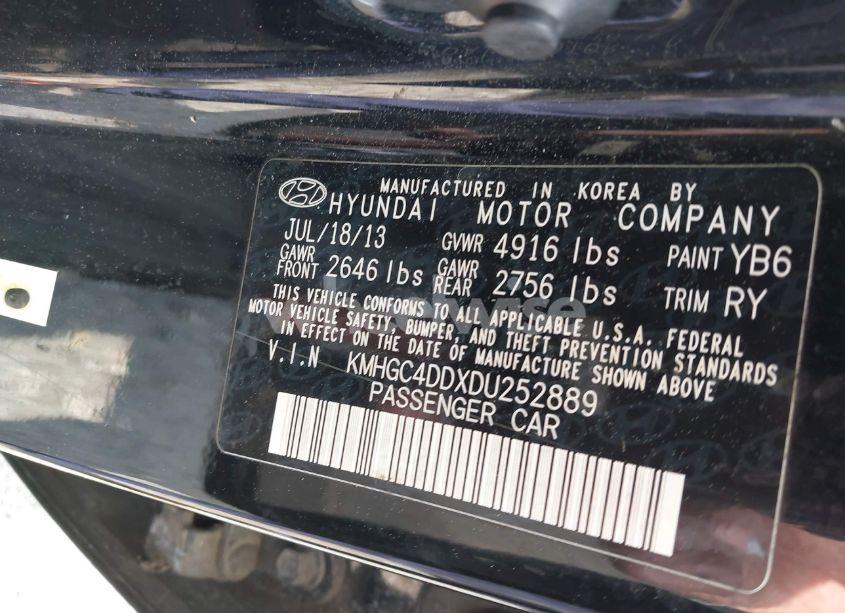 MANUFACTURED IN KOREA BY
HYUNDAI MOTOR COMPANY
JUL/18/13 GVWR 4916 lbs PAINT YB6
GAWR FRONT 2646 lbs GAWR REAR 2756 lbs TRIM RY
THIS VEHICLE CONFORMS TO ALL APPLICABLE U.S.A. FEDERAL
MOTOR VEHICLE SAFETY, BUMPER, AND THEFT PREVENTION STANDARDS
IN EFFECT ON THE DATE OF MANUFACTURE SHOWN ABOVE
V.I.N KMHGC4DDXDU252889
PASSENGER CAR